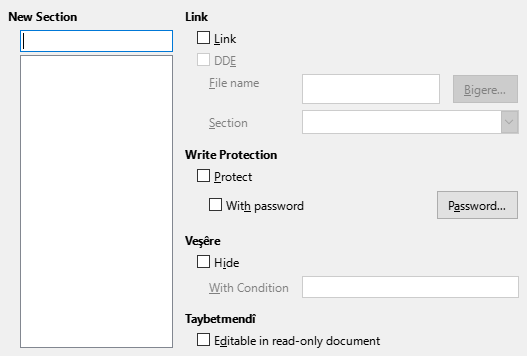 New Section
Link
Link
DDE
File name
Bigere...
Section
Write Protection
Protect
With password
Password...
Veşêre
Hide
With Condition
Taybetmendî
Editable in read-only document